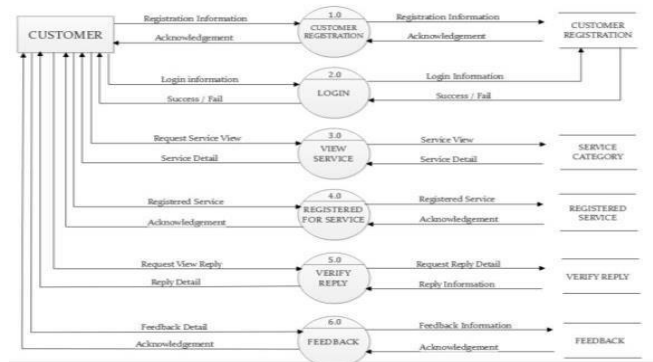 Registration Information
1.0
Registration Information
CUSTOMER
CUSTOMER
REGISTRATION
CUSTOMER
REGISTRATION
Acknowledgement
Acknowledgement
Login information
2.0
Login Information
LOGIN
Success / Fail
Success / Fail
Request Service View
3.0
Service View
VIEW
SERVICE
SERVICE
CATEGORY
Service Detail
Service Detail
Registered Service
4.0
Registered Service
REGISTERED
FOR SERVICE
REGISTERED
SERVICE
Acknowledgement
Acknowledgement
Request View Reply
5.0
Request Reply Detail
VERIFY
REPLY
VERIFY REPLY
Reply Detail
Reply Information
Feedback Detail
6.0
Feedback Information
FEEDBACK
FEEDBACK
Acknowledgement
Acknowledgement